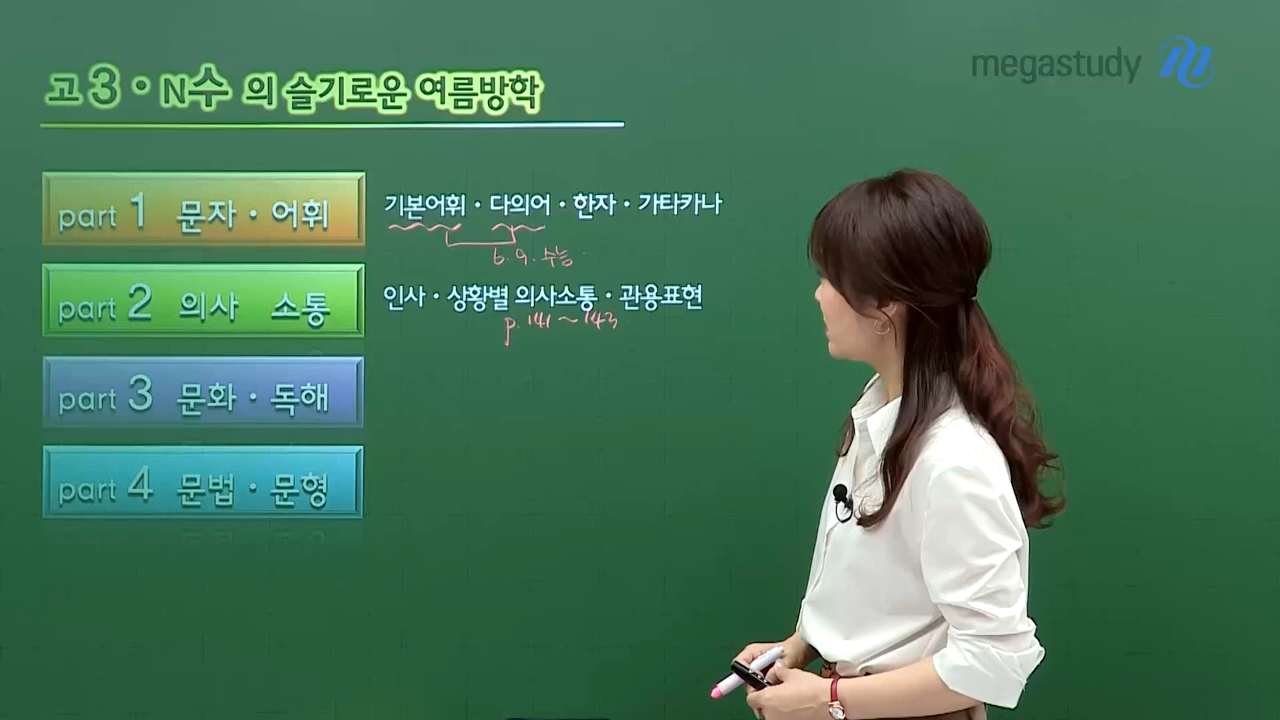 megastudy
고3·N수의 슬기로운 여름방학
part 1 문자·어휘 기본어휘·다의어·한자·가타카나
6. 9. 수능
part 2 의사 소통 인사·상황별 의사소통·관용표현
p. 141~143
part 3 문화·독해
part 4 문법·문형